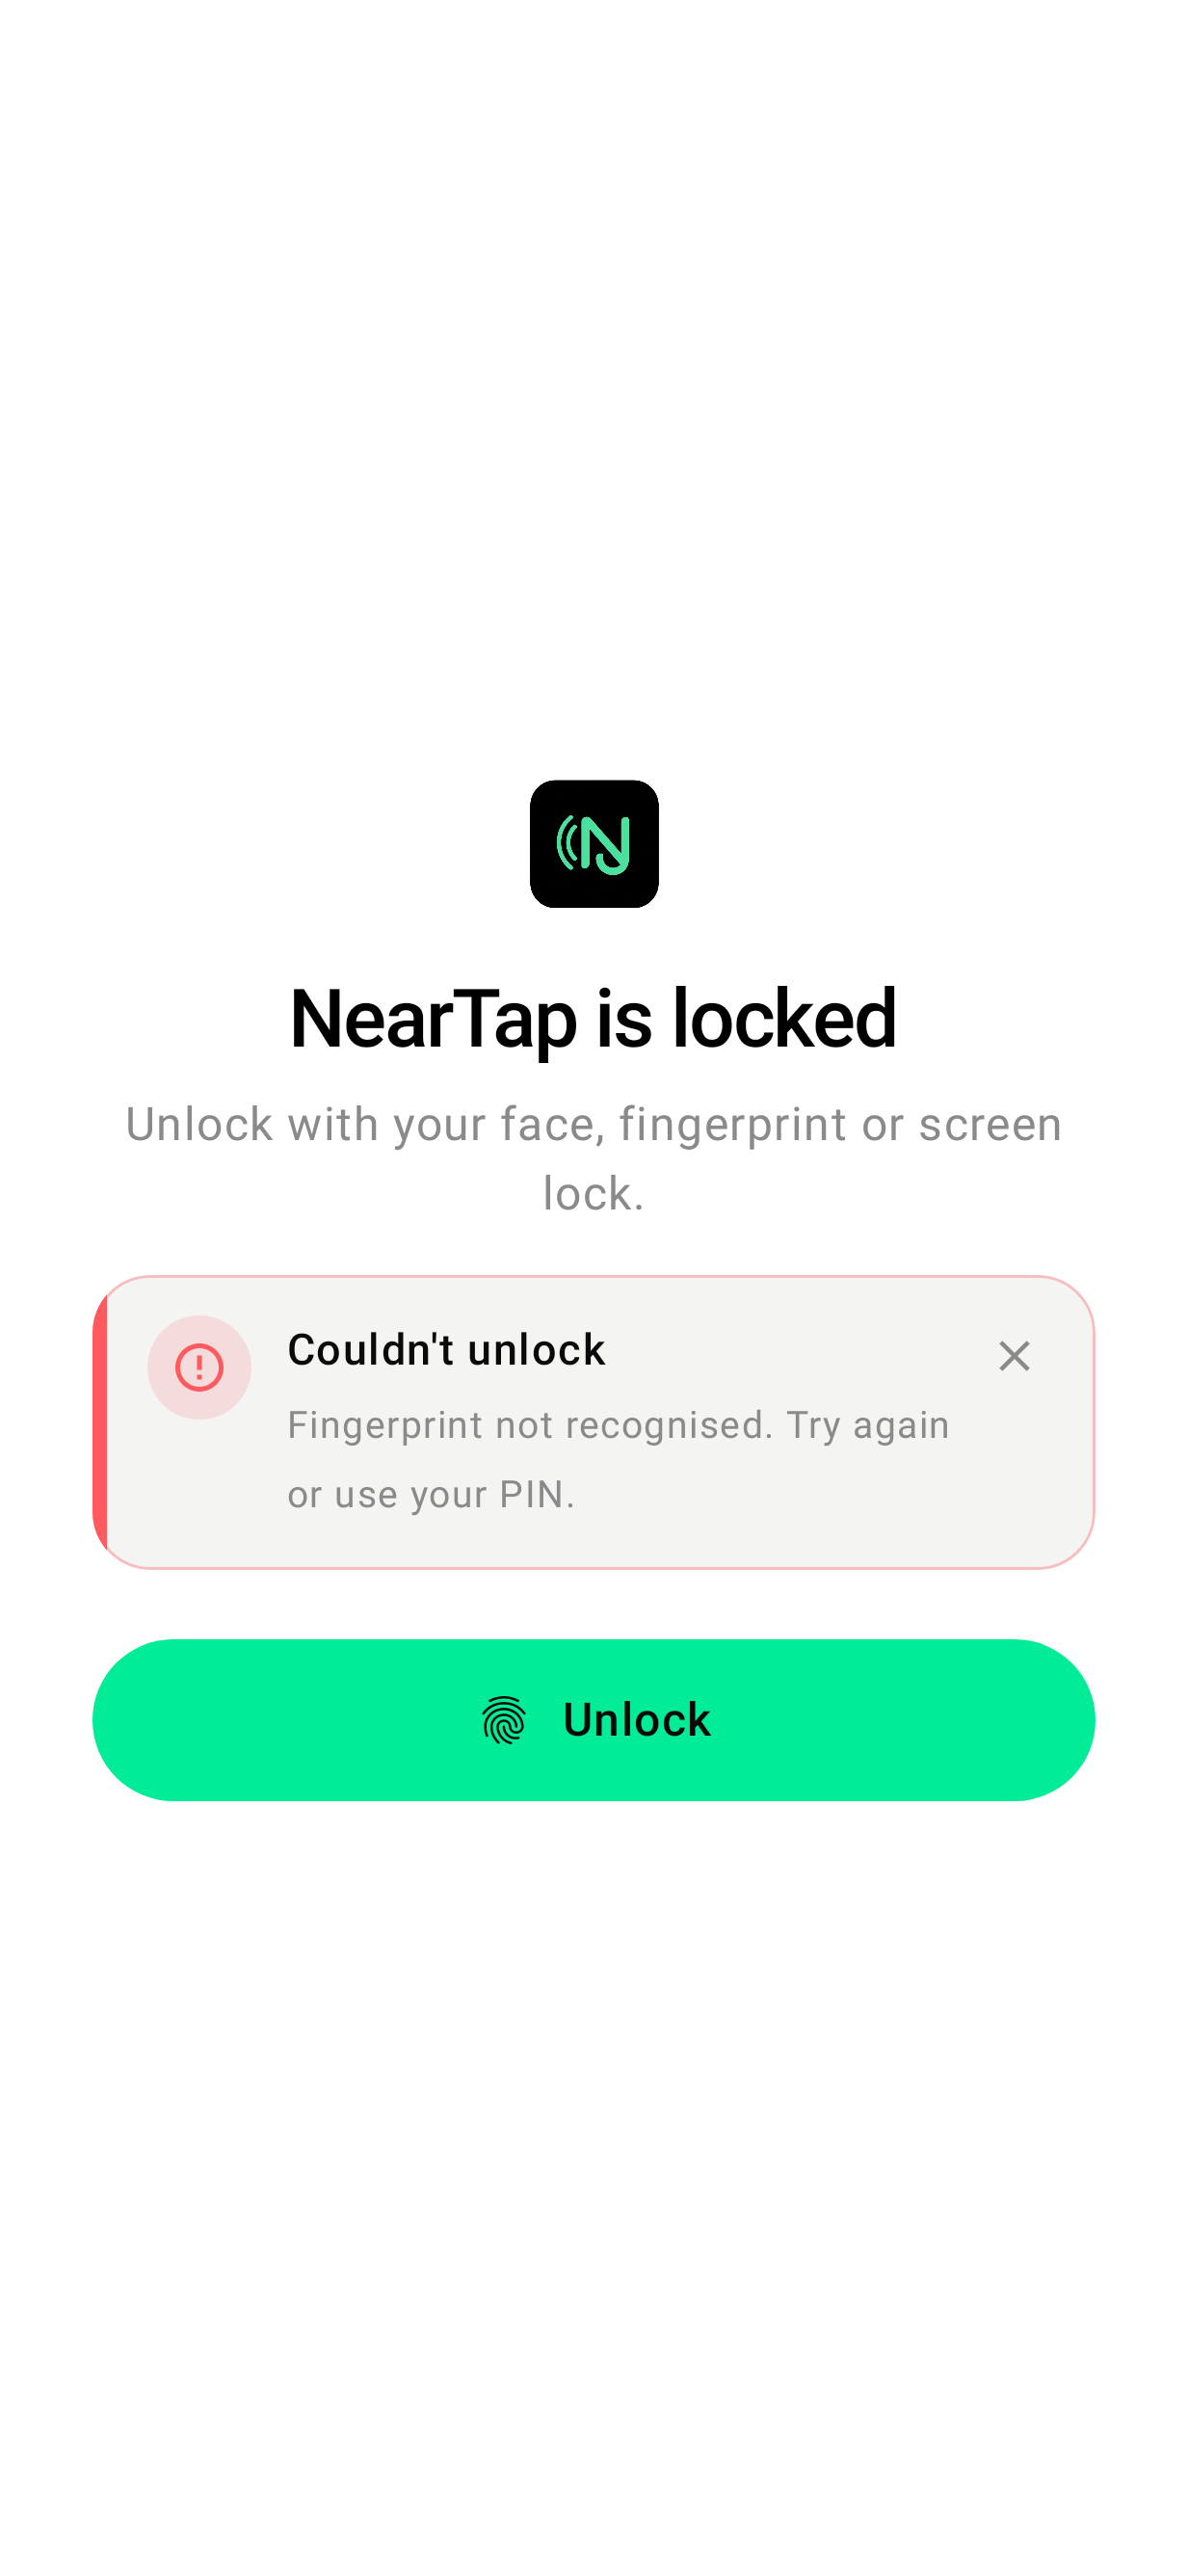 NearTap is locked
Unlock with your face, fingerprint or screen
lock.
Couldn't unlock
Fingerprint not recognised. Try again
or use your PIN.
Unlock